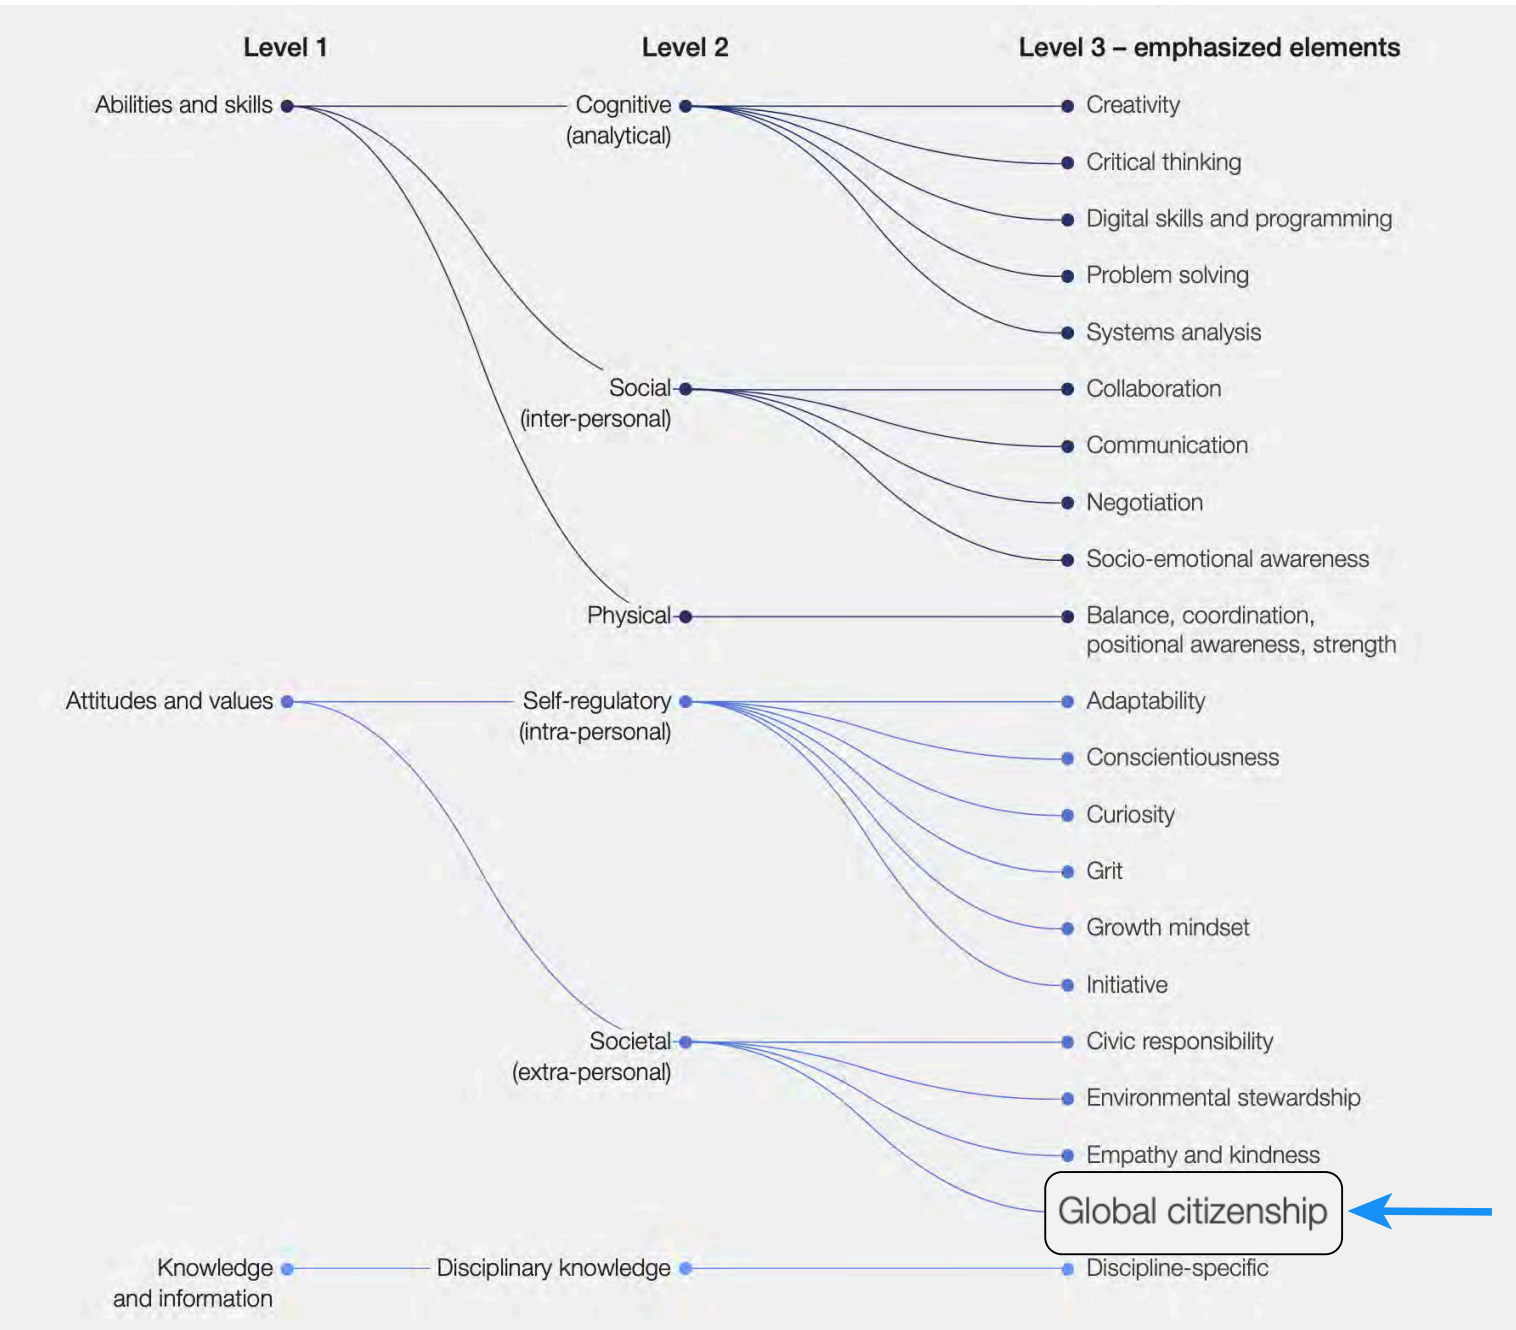 Level 1
Level 2
Level 3 – emphasized elements
Abilities and skills
Cognitive
(analytical)
Creativity
Critical thinking
Digital skills and programming
Problem solving
Systems analysis
Social
(inter-personal)
Collaboration
Communication
Negotiation
Socio-emotional awareness
Physical
Balance, coordination,
positional awareness, strength
Attitudes and values
Self-regulatory
(intra-personal)
Adaptability
Conscientiousness
Curiosity
Grit
Growth mindset
Initiative
Societal
(extra-personal)
Civic responsibility
Environmental stewardship
Empathy and kindness
Global citizenship
Knowledge
and information
Disciplinary knowledge
Discipline-specific